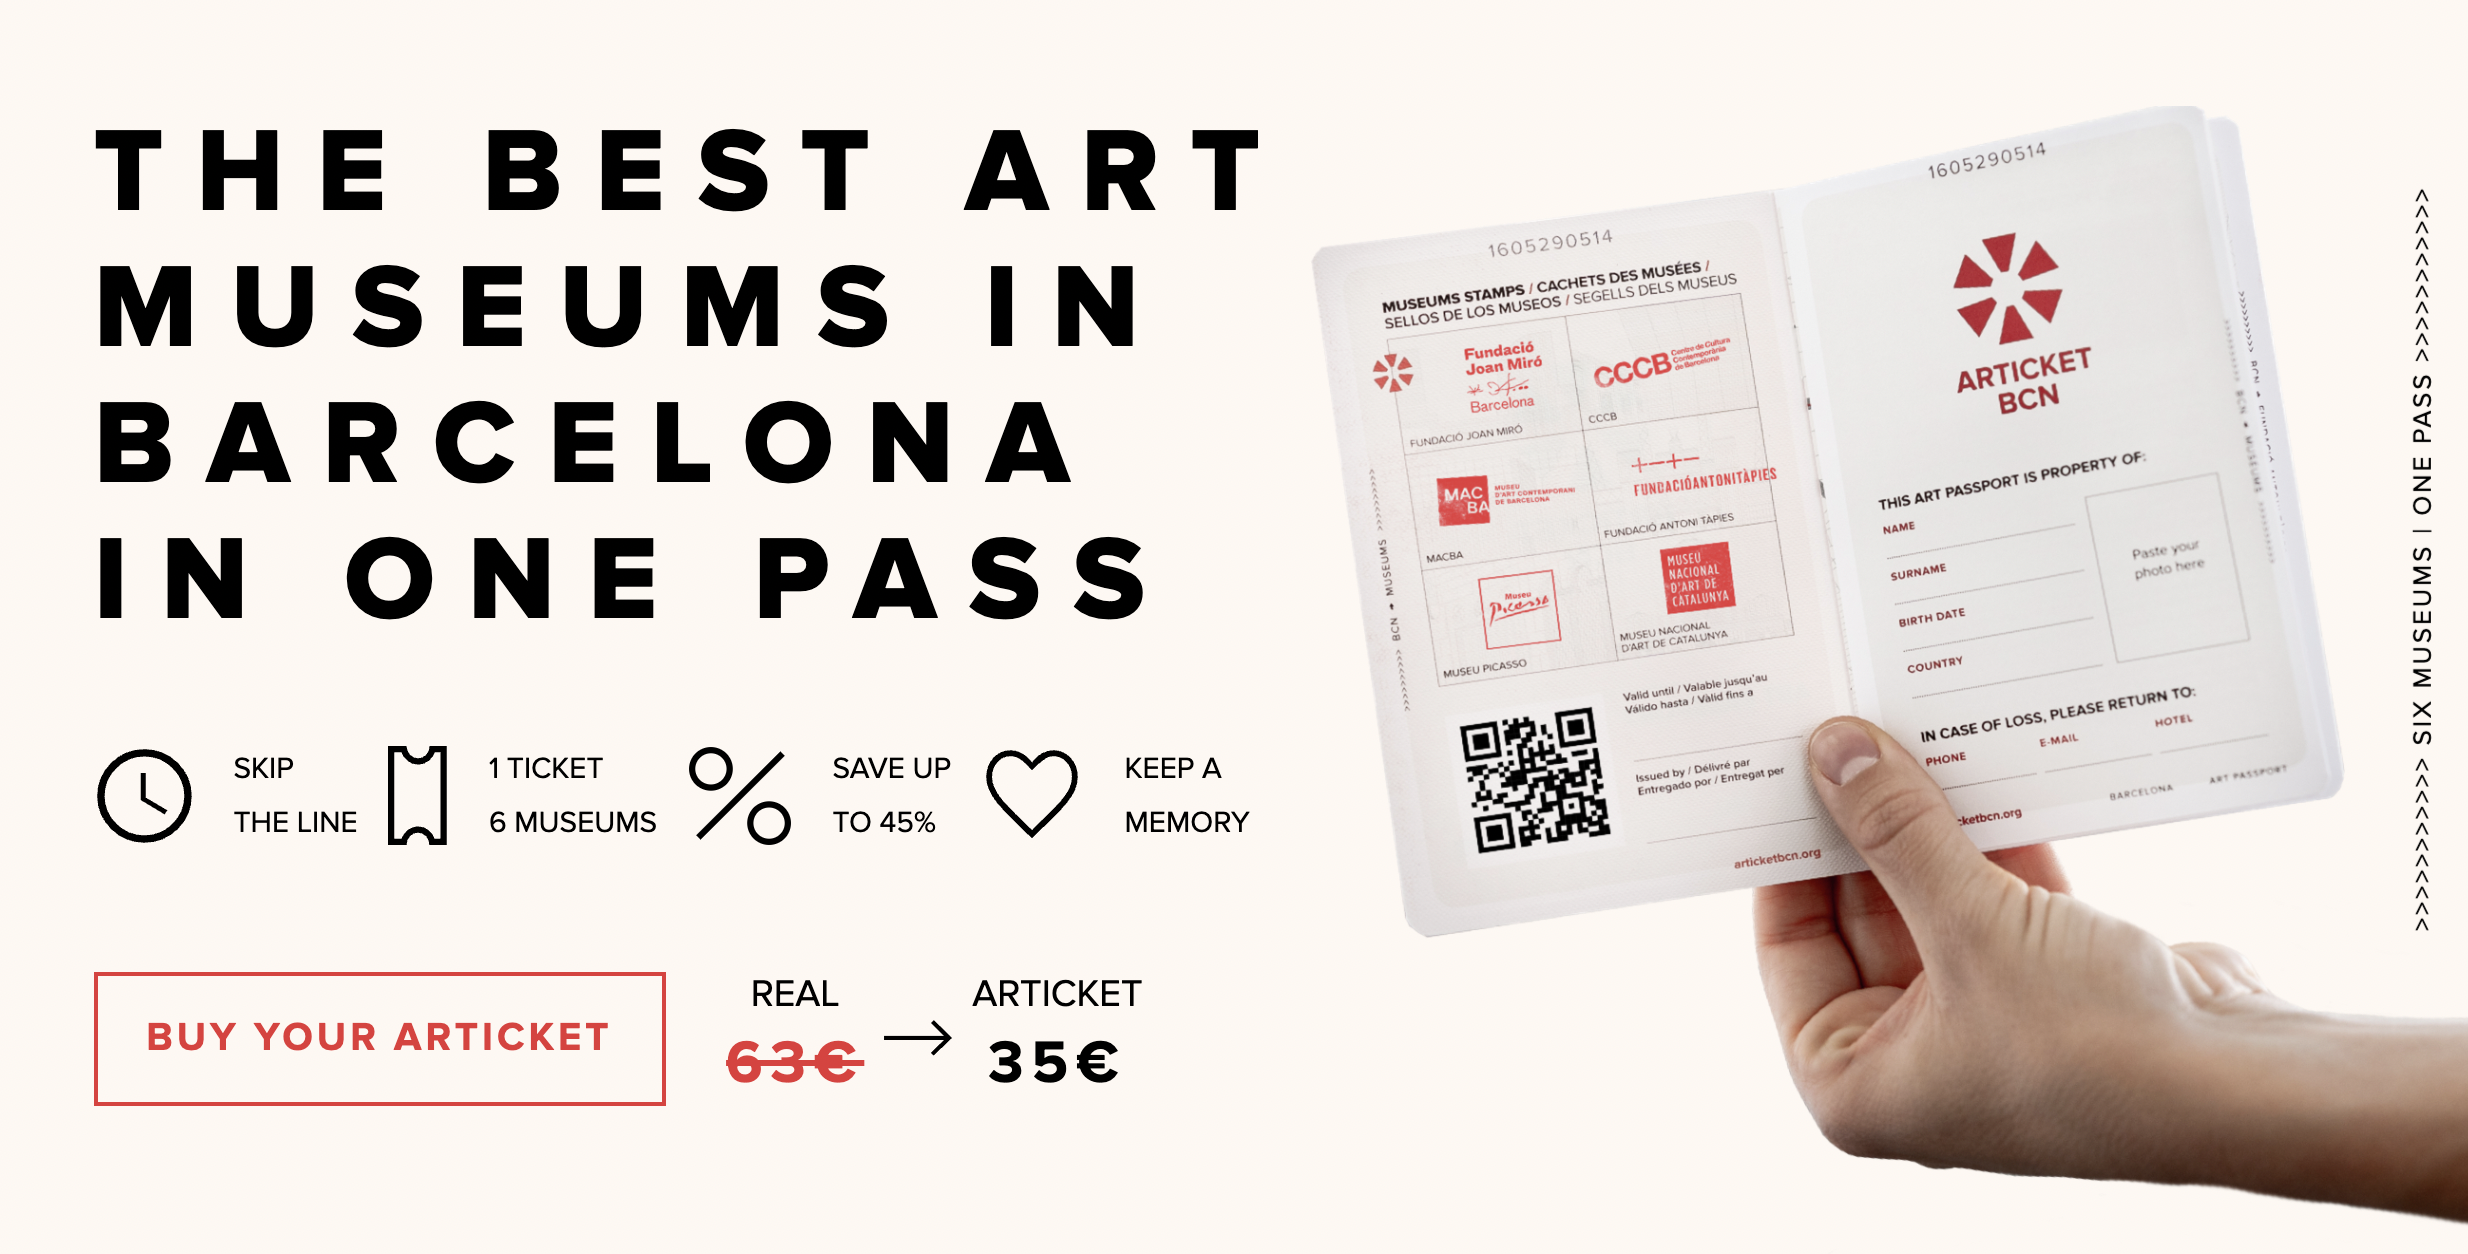 THE BEST ART
MUSEUMS IN
BARCELONA
IN ONE PASS
SKIP
THE LINE
1 TICKET
6 MUSEUMS
SAVE UP
TO 45%
KEEP A
MEMORY
BUY YOUR ARTICKET
REAL
63€
ARTICKET
35€
1605290514
MUSEUMS STAMPS / CACHETS DES MUSÉES /
SELLOS DE LOS MUSEOS / SEGELLS DELS MUSEUS
Fundació
Joan Miró
Barcelona
FUNDACIÓ JOAN MIRÓ
CCCB
Centre de Cultura
Contemporània
de Barcelona
CCCB
MAC
BA
MUSEU
D'ART CONTEMPORANI
DE BARCELONA
MACBA
FUNDACIÓANTONITÀPIES
FUNDACIÓ ANTONI TÀPIES
Museu
Picasso
MUSEU PICASSO
MUSEU
NACIONAL
D'ART DE
CATALUNYA
MUSEU NACIONAL
D'ART DE CATALUNYA
<<<<<<<<<< BCN MUSEUMS >>>>>>>>>>
Valid until / Valable jusqu'au
Válido hasta / Vàlid fins a
Issued by / Délivré par
Entregado por / Entregat per
articketbcn.org
1605290514
ARTICKET
BCN
THIS ART PASSPORT IS PROPERTY OF:
NAME
SURNAME
BIRTH DATE
COUNTRY
Paste your
photo here
IN CASE OF LOSS, PLEASE RETURN TO:
PHONE
E-MAIL
HOTEL
cketbcn.org
BARCELONA
ART PASSPORT
BCN MUSEUMS
>>>>>>>>>>> SIX MUSEUMS | ONE PASS >>>>>>>>>>>